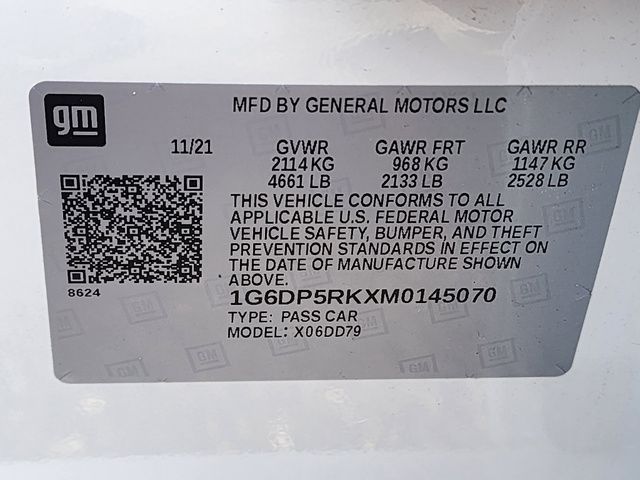 gm
MFD BY GENERAL MOTORS LLC
11/21 GVWR GAWR FRT GAWR RR
2114 KG 968 KG 1147 KG
4661 LB 2133 LB 2528 LB
THIS VEHICLE CONFORMS TO ALL
APPLICABLE U.S. FEDERAL MOTOR
VEHICLE SAFETY, BUMPER, AND THEFT
PREVENTION STANDARDS IN EFFECT ON
THE DATE OF MANUFACTURE SHOWN
ABOVE.
8624
1G6DP5RKXM0145070
TYPE: PASS CAR
MODEL: X06DD79